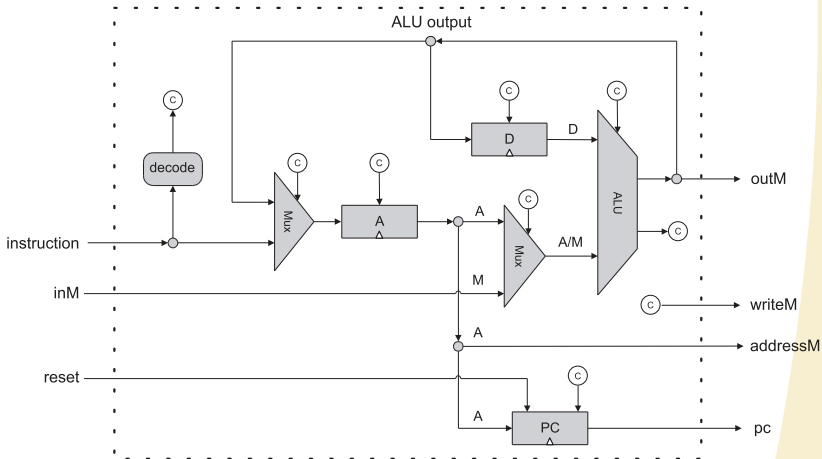 ALU output
C
C
C
D
D
decode
C
C
outM
ALU
Mux
A
A
C
Mux
A/M
C
instruction
inM
M
C
writeM
A
addressM
reset
C
A
PC
pc